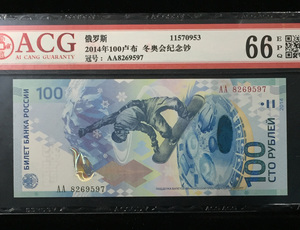 ACG
AI CANG GUARANTY
俄罗斯 11570953
2014年100卢布 冬奥会纪念钞
冠号: AA8269597
66 EPQ
100
AA 8269597
БИЛЕТ БАНКА РОССИИ
AA 8269597
100
СТО РУБЛЕЙ